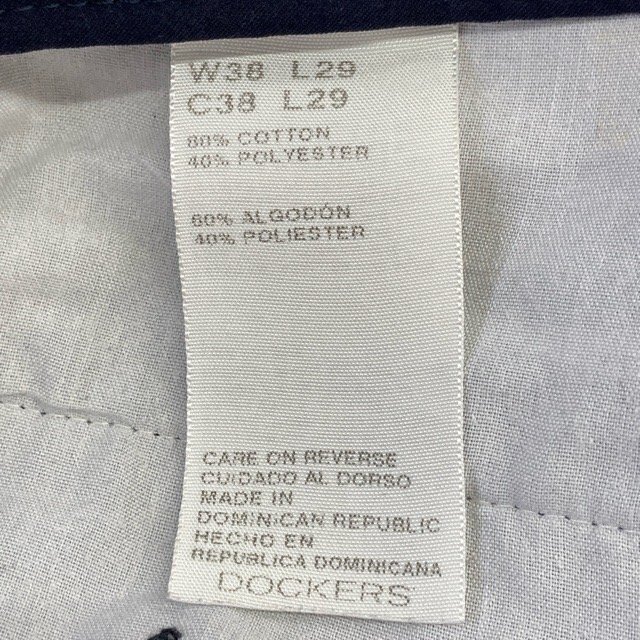 W38 L29
C38 L29
60% COTTON
40% POLYESTER
60% ALGODÓN
40% POLIESTER
CARE ON REVERSE
CUIDADO AL DORSO
MADE IN
DOMINICAN REPUBLIC
HECHO EN
REPUBLICA DOMINICANA
DOCKERS